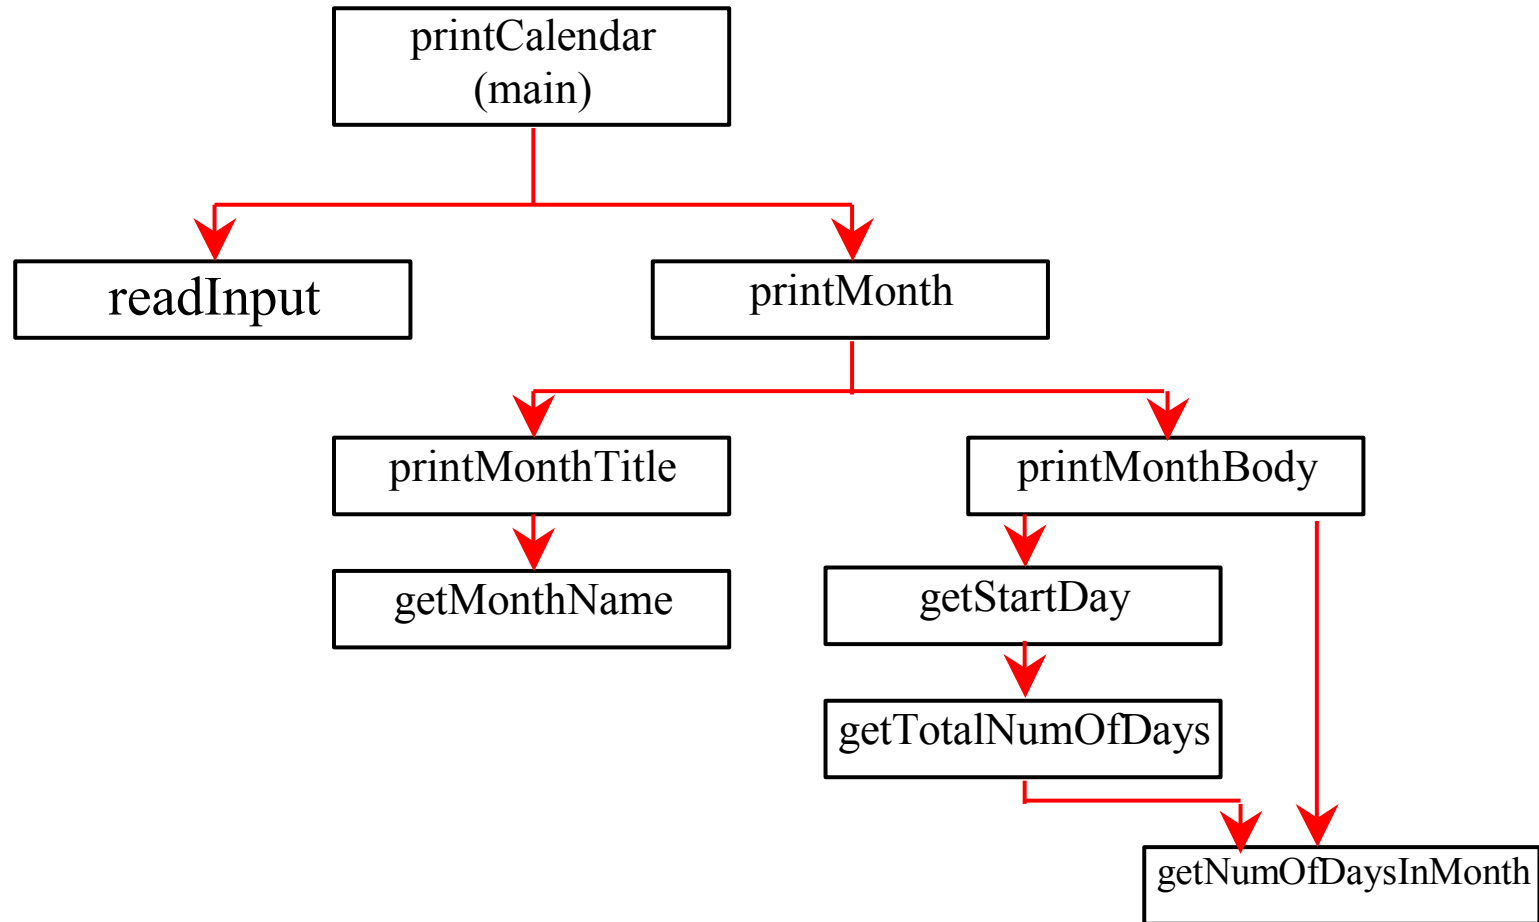 printCalendar
(main)
readInput
printMonth
printMonthTitle
printMonthBody
getMonthName
getStartDay
getTotalNumOfDays
getNumOfDaysInMonth